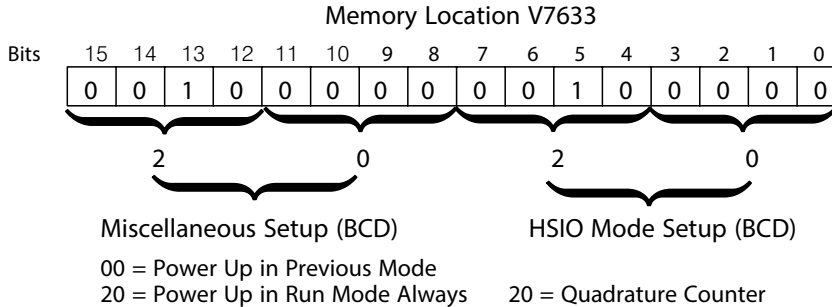 Memory Location V7633
Bits 15 14 13 12 11 10 9 8 7 6 5 4 3 2 1 0
0 0 1 0 0 0 0 0 0 0 1 0 0 0 0 0
2 0 2 0
Miscellaneous Setup (BCD) HSIO Mode Setup (BCD)
00 = Power Up in Previous Mode
20 = Power Up in Run Mode Always 20 = Quadrature Counter